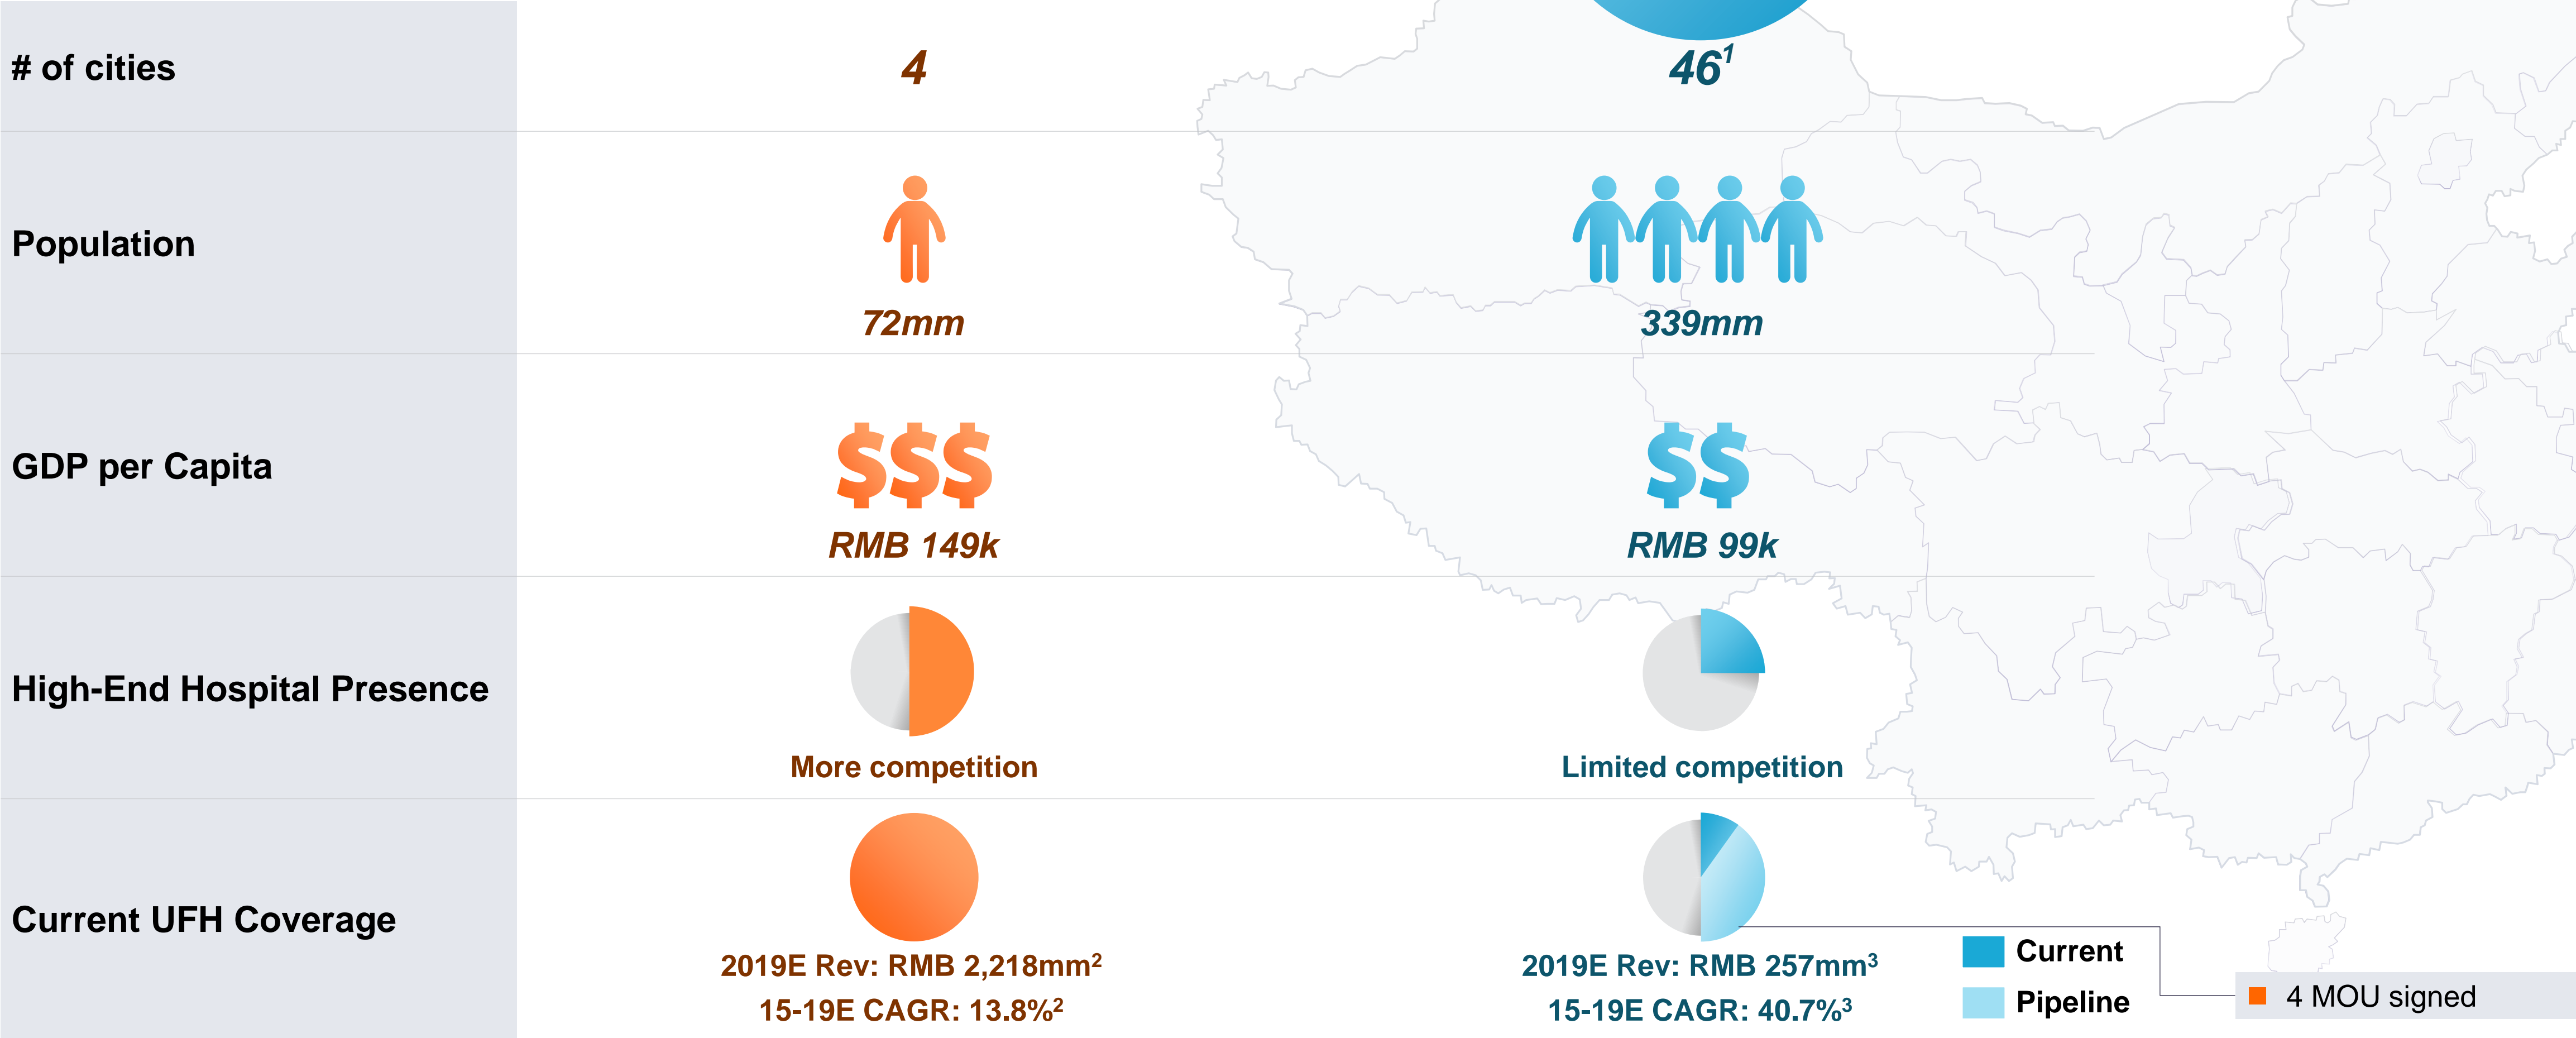 # of cities
4
46¹
Population
72mm
339mm
GDP per Capita
$$$
$$
RMB 149k
RMB 99k
High-End Hospital Presence
More competition
Limited competition
Current UFH Coverage
2019E Rev: RMB 2,218mm²
15-19E CAGR: 13.8%²
2019E Rev: RMB 257mm³
15-19E CAGR: 40.7%³
Current
Pipeline
4 MOU signed